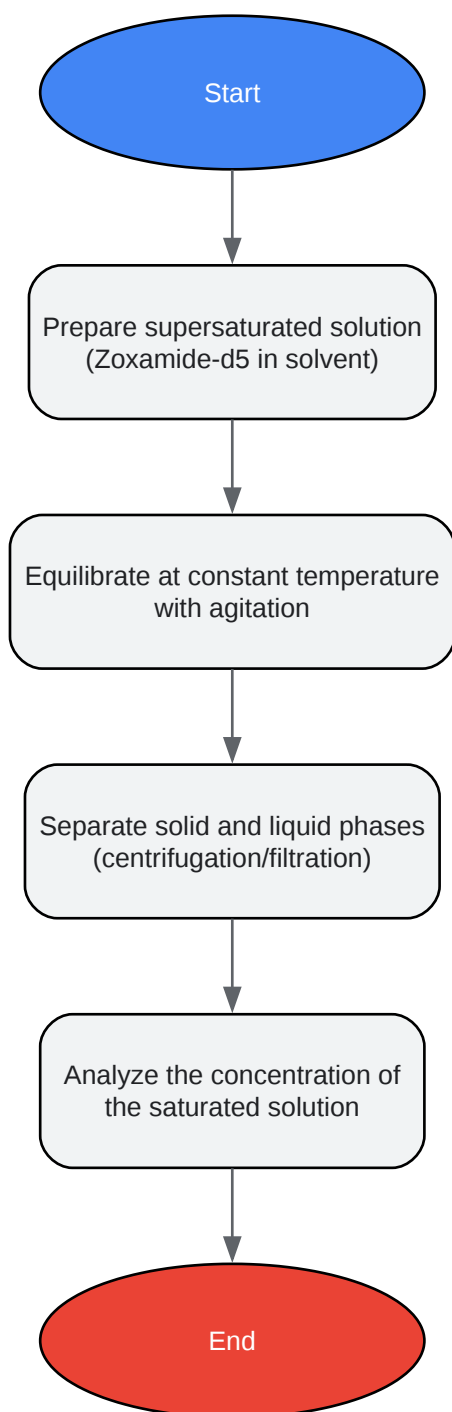 Start
Prepare supersaturated solution
(Zoxamide-d5 in solvent)
Equilibrate at constant temperature
with agitation
Separate solid and liquid phases
(centrifugation/filtration)
Analyze the concentration of
the saturated solution
End